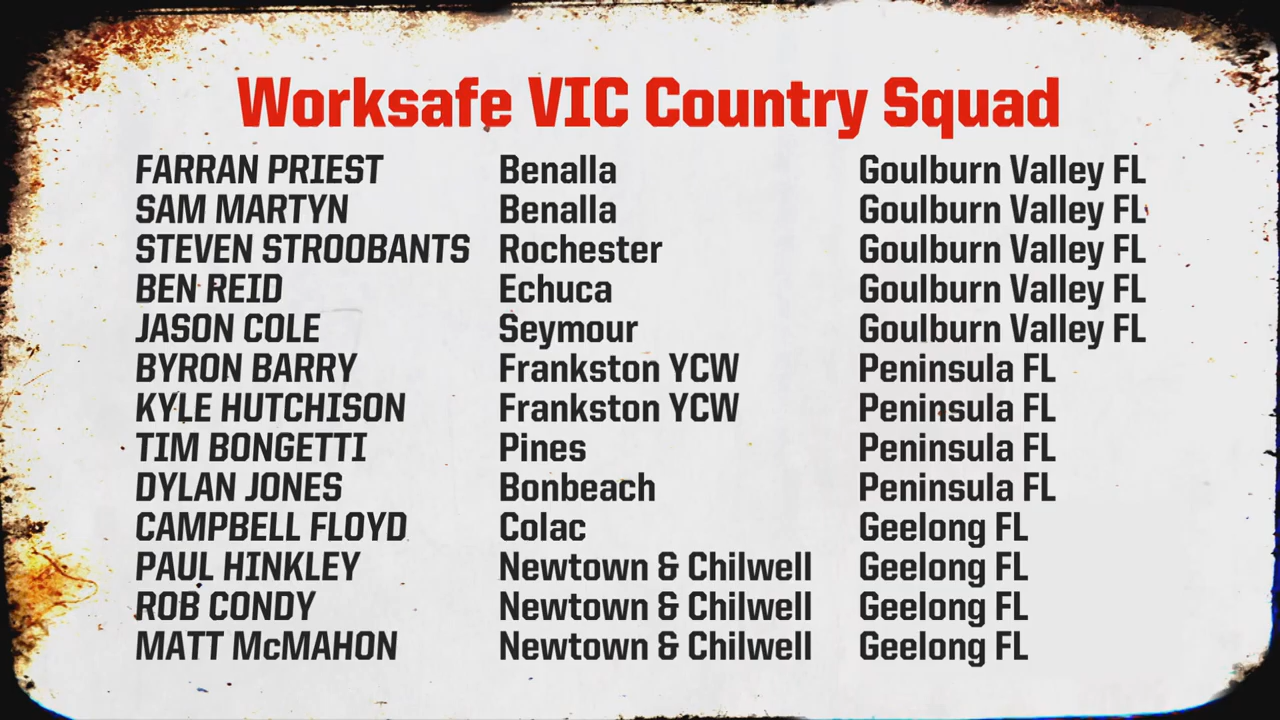 Worksafe VIC Country Squad
FARRAN PRIEST Benalla Goulburn Valley FL
SAM MARTYN Benalla Goulburn Valley FL
STEVEN STROOBANTS Rochester Goulburn Valley FL
BEN REID Echuca Goulburn Valley FL
JASON COLE Seymour Goulburn Valley FL
BYRON BARRY Frankston YCW Peninsula FL
KYLE HUTCHISON Frankston YCW Peninsula FL
TIM BONGETTI Pines Peninsula FL
DYLAN JONES Bonbeach Peninsula FL
CAMPBELL FLOYD Colac Geelong FL
PAUL HINKLEY Newtown & Chilwell Geelong FL
ROB CONDY Newtown & Chilwell Geelong FL
MATT McMAHON Newtown & Chilwell Geelong FL